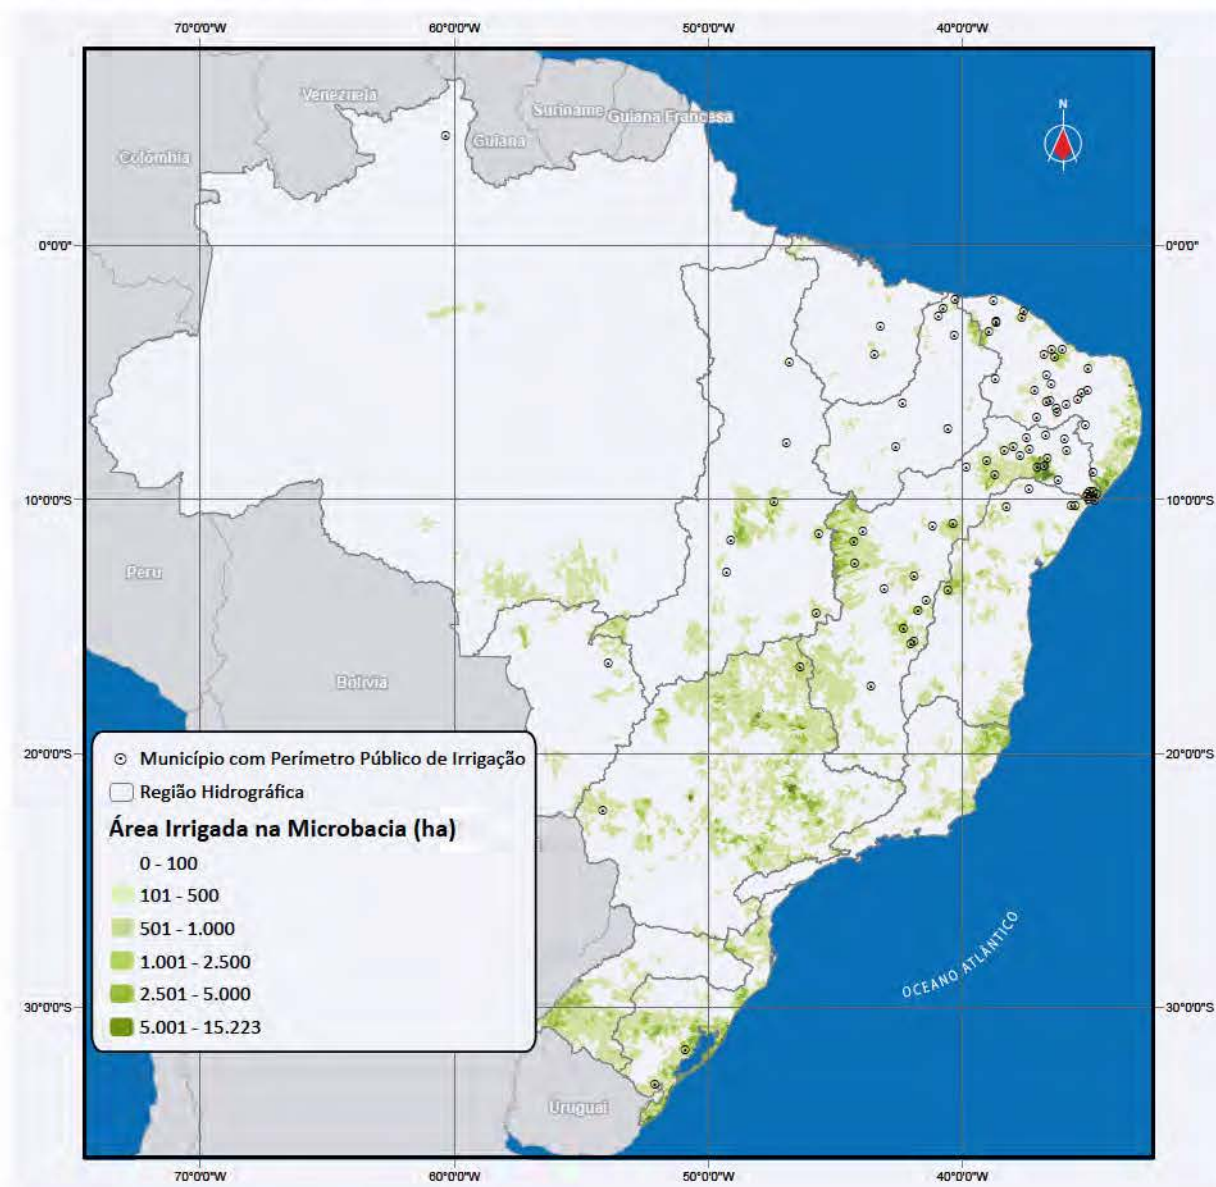 70°0'0"W 60°0'0"W 50°0'0"W 40°0'0"W
Venezuela
Suriname
Guiana Francesa
Guiana
Colômbia
N
0°0'0" 0°0'0"
10°0'0"S 10°0'0"S
Peru
Bolívia
20°0'0"S 20°0'0"S
Município com Perímetro Público de Irrigação
Região Hidrográfica
Área Irrigada na Microbacia (ha)
0 - 100
101 - 500
501 - 1.000
1.001 - 2.500
2.501 - 5.000
5.001 - 15.223
OCEANO ATLÂNTICO
30°0'0"S 30°0'0"S
Uruguai
70°0'0"W 60°0'0"W 50°0'0"W 40°0'0"W